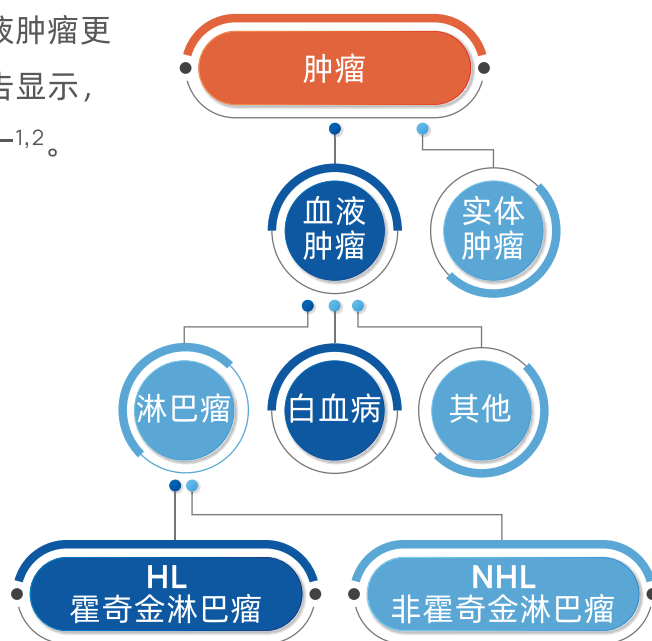 液肿瘤更
告显示，
—1,2。
肿瘤
血液
肿瘤
实体
肿瘤
淋巴瘤
白血病
其他
HL
霍奇金淋巴瘤
NHL
非霍奇金淋巴瘤